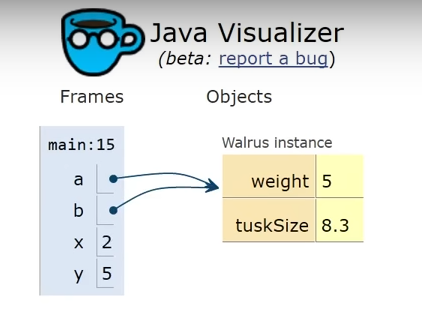 Java Visualizer
(beta: report a bug)
Frames Objects
main:15
Walrus instance
a
weight 5
b
tuskSize 8.3
x 2
y 5